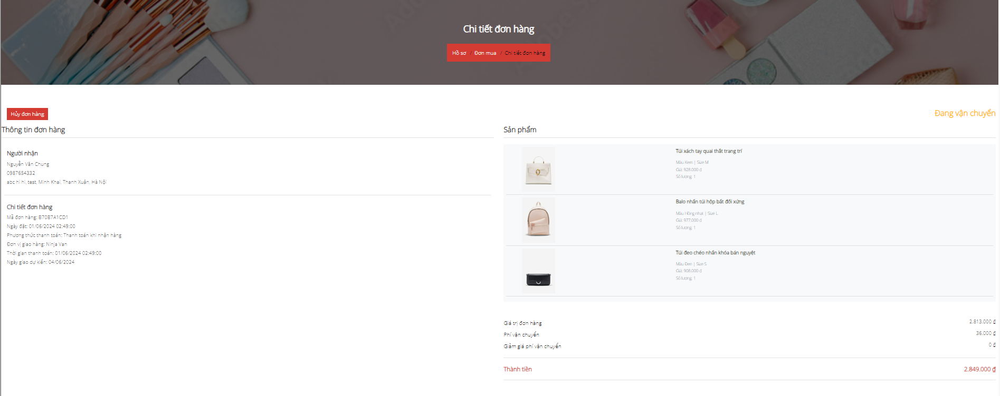 Chi tiết đơn hàng
Hồ sơ / Đơn mua / Chi tiết đơn hàng
Hủy đơn hàng
Đang vận chuyển
Thông tin đơn hàng
Người nhận
Nguyễn Văn Chung
0987654332
abc hi hi, test, Minh Khai, Thanh Xuân, Hà Nội
Chi tiết đơn hàng
Mã đơn hàng: B70B7A1CD1
Ngày đặt: 01/06/2024 02:49:00
Phương thức thanh toán: Thanh toán khi nhận hàng
Đơn vị giao hàng: Ninja Van
Thời gian thanh toán: 01/06/2024 02:49:00
Ngày giao dự kiến: 04/06/2024
Sản phẩm
Túi xách tay quai thắt trang trí
Màu Kem | Size M
Giá: 928.000 đ
Số lượng: 1
Balo nhấn túi hộp bất đối xứng
Màu Hồng nhạt | Size L
Giá: 977.000 đ
Số lượng: 1
Túi đeo chéo nhấn khóa bán nguyệt
Màu Đen | Size S
Giá: 908.000 đ
Số lượng: 1
Giá trị đơn hàng 2.813.000 ₫
Phí vận chuyển 36.000 ₫
Giảm giá phí vận chuyển 0 ₫
Thành tiền 2.849.000 ₫